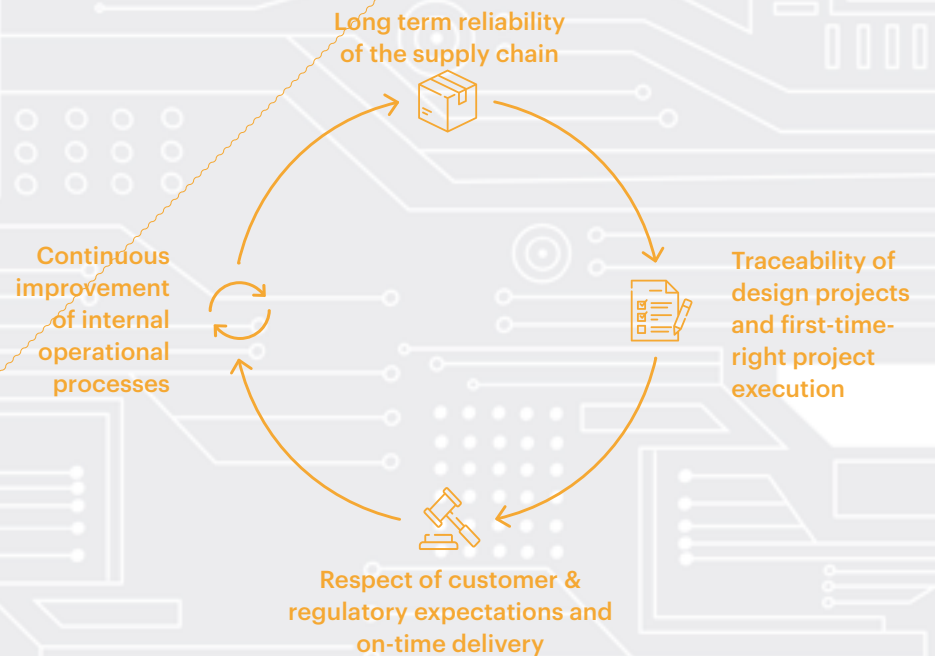 Long term reliability
of the supply chain
Traceability of
design projects
and first-time-
right project
execution
Respect of customer &
regulatory expectations and
on-time delivery
Continuous
improvement
of internal
operational
processes